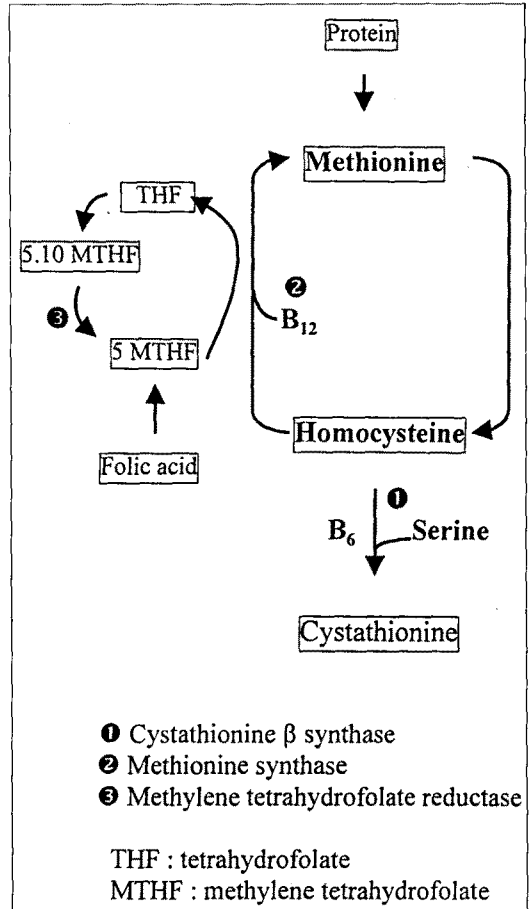 Protein
Methionine
THF
5.10 MTHF
❷
B₁₂
❸
5 MTHF
Homocysteine
Folic acid
❶
B₆ Serine
Cystathionine
❶ Cystathionine β synthase
❷ Methionine synthase
❸ Methylene tetrahydrofolate reductase
THF : tetrahydrofolate
MTHF : methylene tetrahydrofolate